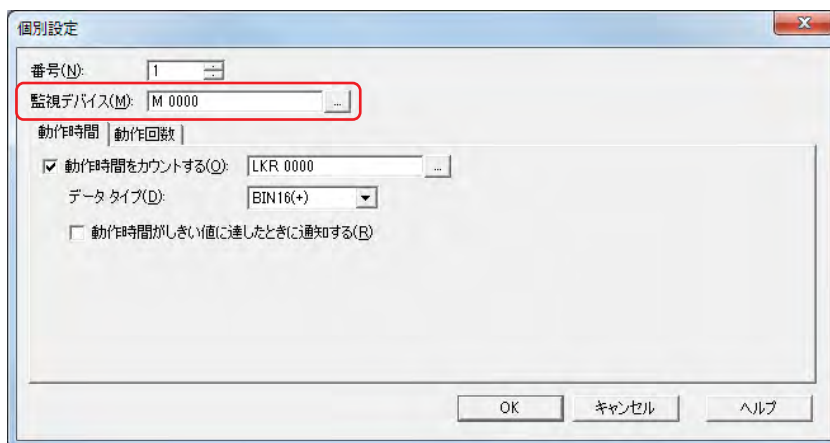 個別設定
番号(N): 1
監視デバイス(M): M 0000 ...
動作時間 動作回数
動作時間をカウントする(O): LKR 0000 ...
データ タイプ(D): BIN16(+)
動作時間がしきい値に達したときに通知する(R)
OK キャンセル ヘルプ